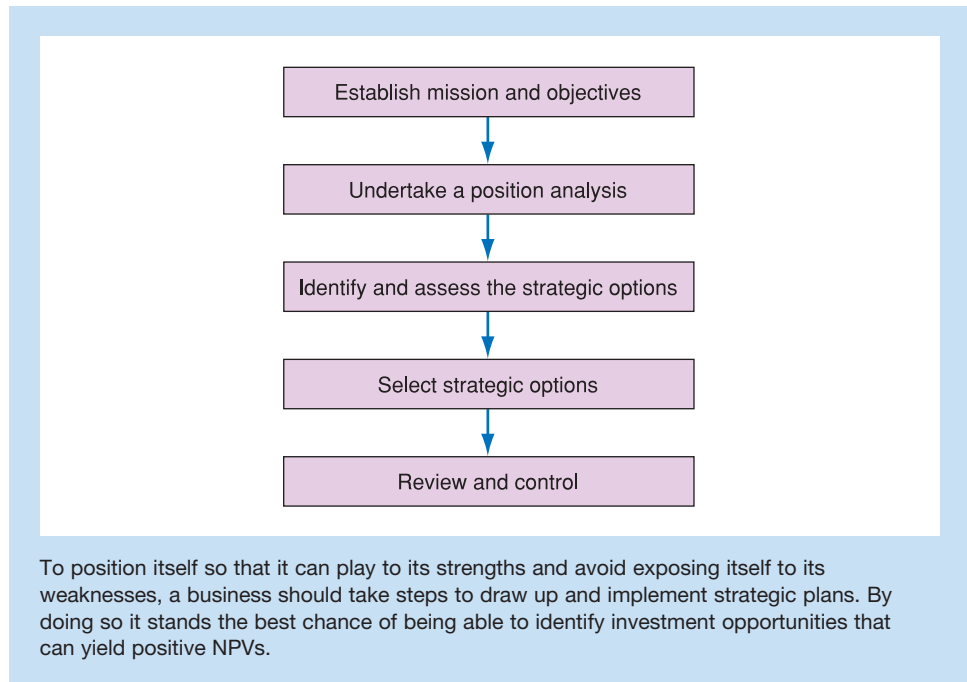 Establish mission and objectives
Undertake a position analysis
Identify and assess the strategic options
Select strategic options
Review and control
To position itself so that it can play to its strengths and avoid exposing itself to its
weaknesses, a business should take steps to draw up and implement strategic plans. By
doing so it stands the best chance of being able to identify investment opportunities that
can yield positive NPVs.